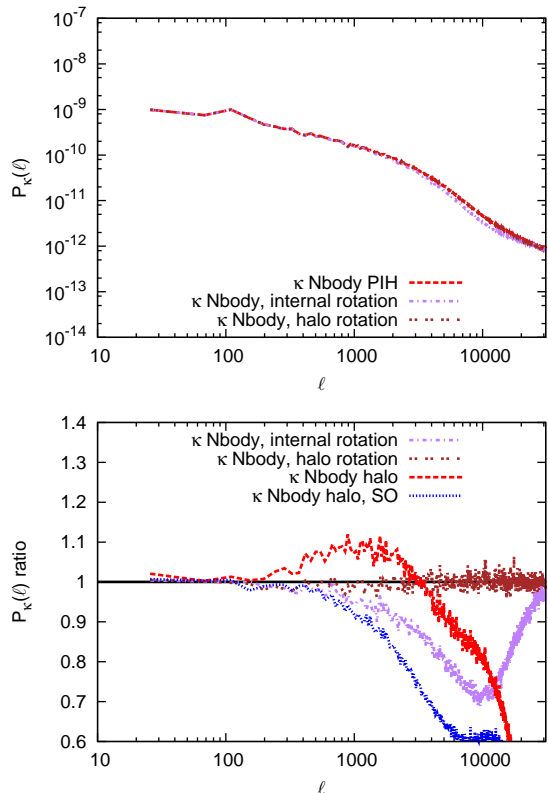 10⁻⁷
10⁻⁸
10⁻⁹
10⁻¹⁰
10⁻¹¹
10⁻¹²
10⁻¹³
10⁻¹⁴
P_κ(ℓ)
κ Nbody PIH
κ Nbody, internal rotation
κ Nbody, halo rotation
10 100 1000 10000
ℓ
1.4
1.3
1.2
1.1
1
0.9
0.8
0.7
0.6
P_κ(ℓ) ratio
κ Nbody, internal rotation
κ Nbody, halo rotation
κ Nbody halo
κ Nbody halo, SO
10 100 1000 10000
ℓ